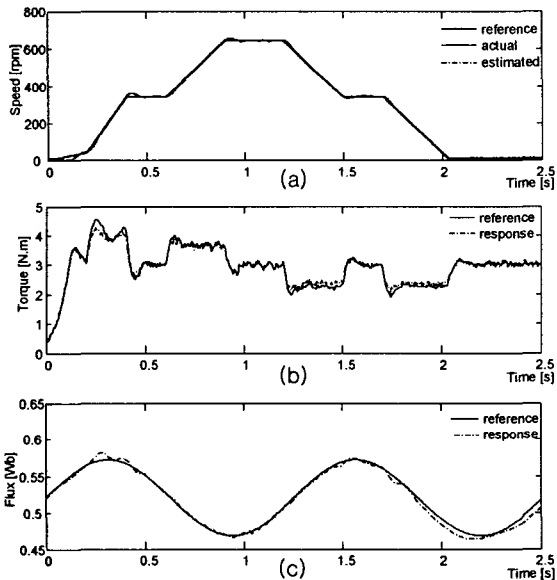 800
600
400
200
0
Speed [rpm]
reference
actual
estimated
0
0.5
1
1.5
2
2.5
Time [s]
(a)
5
4
3
2
1
0
Torque [N.m]
reference
response
0
0.5
1
1.5
2
2.5
Time [s]
(b)
0.65
0.6
0.55
0.5
0.45
Flux [Wb]
reference
response
0
0.5
1
1.5
2
2.5
Time [s]
(c)